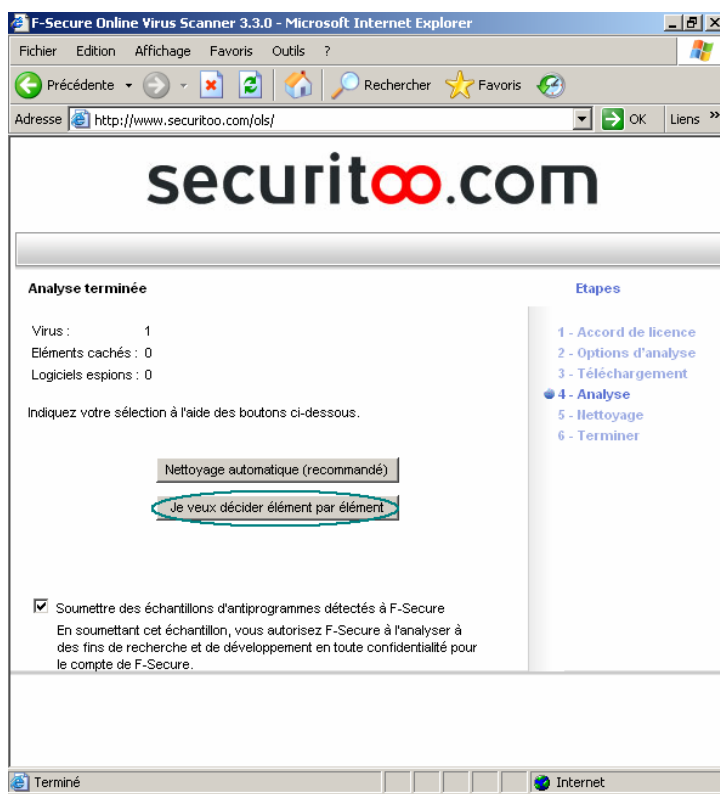 F-Secure Online Virus Scanner 3.3.0 - Microsoft Internet Explorer
Fichier Edition Affichage Favoris Outils ?
Précédente Rechercher Favoris
Adresse http://www.securitoo.com/ols/ OK Liens »
securitoo.com
Analyse terminée
Virus : 1
Eléments cachés : 0
Logiciels espions : 0
Indiquez votre sélection à l'aide des boutons ci-dessous.
Nettoyage automatique (recommandé)
Je veux décider élément par élément
Soumettre des échantillons d'antiprogrammes détectés à F-Secure
En soumettant cet échantillon, vous autorisez F-Secure à l'analyser à
des fins de recherche et de développement en toute confidentialité pour
le compte de F-Secure.
Etapes
1 - Accord de licence
2 - Options d'analyse
3 - Téléchargement
4 - Analyse
5 - Nettoyage
6 - Terminer
Terminé Internet